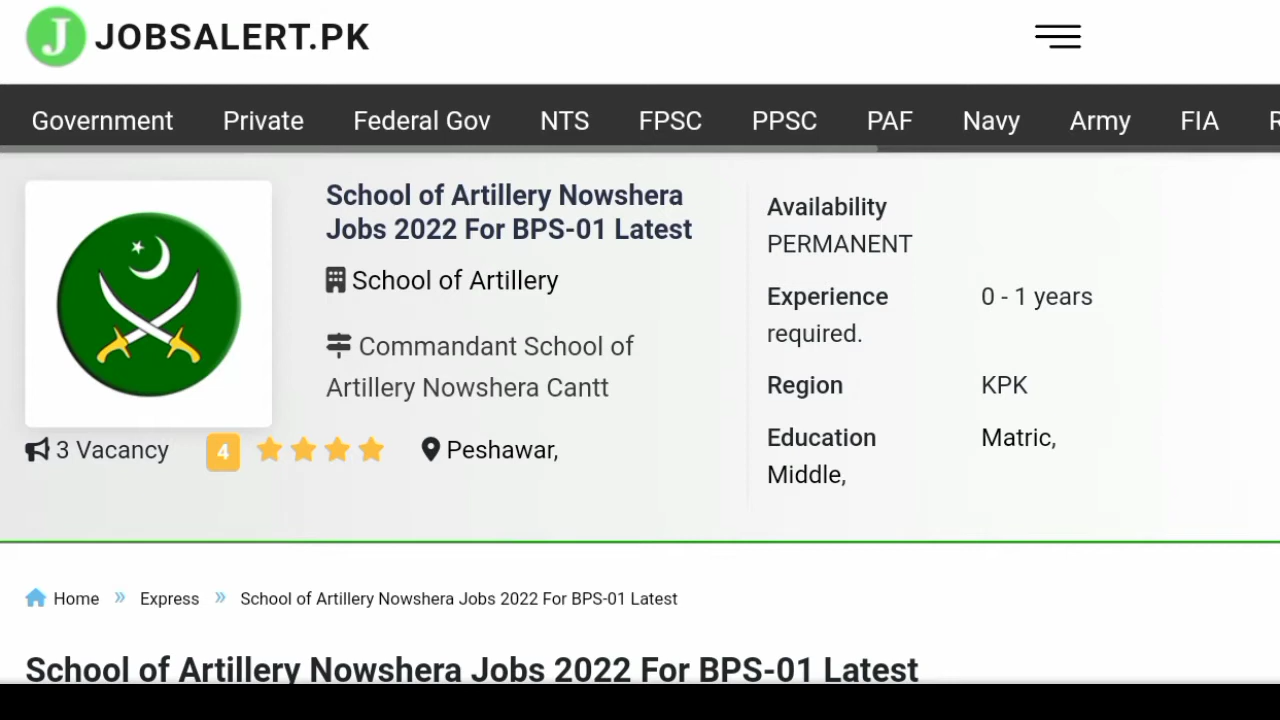 J JOBSALERT.PK
Government Private Federal Gov NTS FPSC PPSC PAF Navy Army FIA R
School of Artillery Nowshera
Jobs 2022 For BPS-01 Latest
School of Artillery
Commandant School of
Artillery Nowshera Cantt
3 Vacancy 4 Peshawar,
Availability
PERMANENT
Experience 0 - 1 years
required.
Region KPK
Education Matric,
Middle,
Home » Express » School of Artillery Nowshera Jobs 2022 For BPS-01 Latest
School of Artillery Nowshera Jobs 2022 For BPS-01 Latest